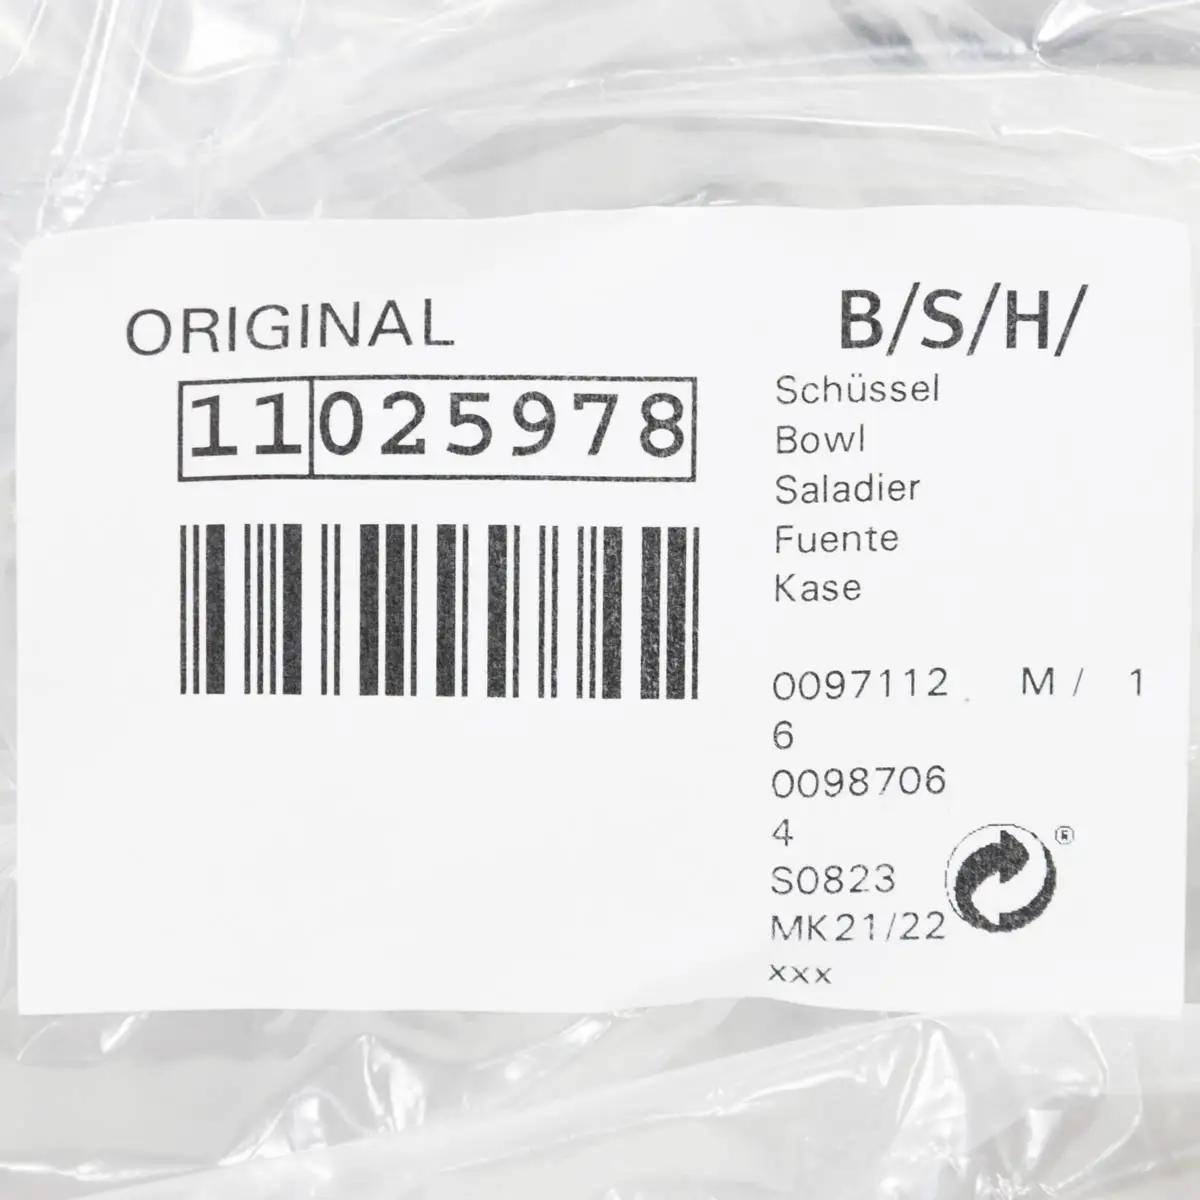 ORIGINAL
11025978
B/S/H/
Schüssel
Bowl
Saladier
Fuente
Kase
0097112 M/ 1
6
0098706
4
S0823
MK21/22
xxx
®